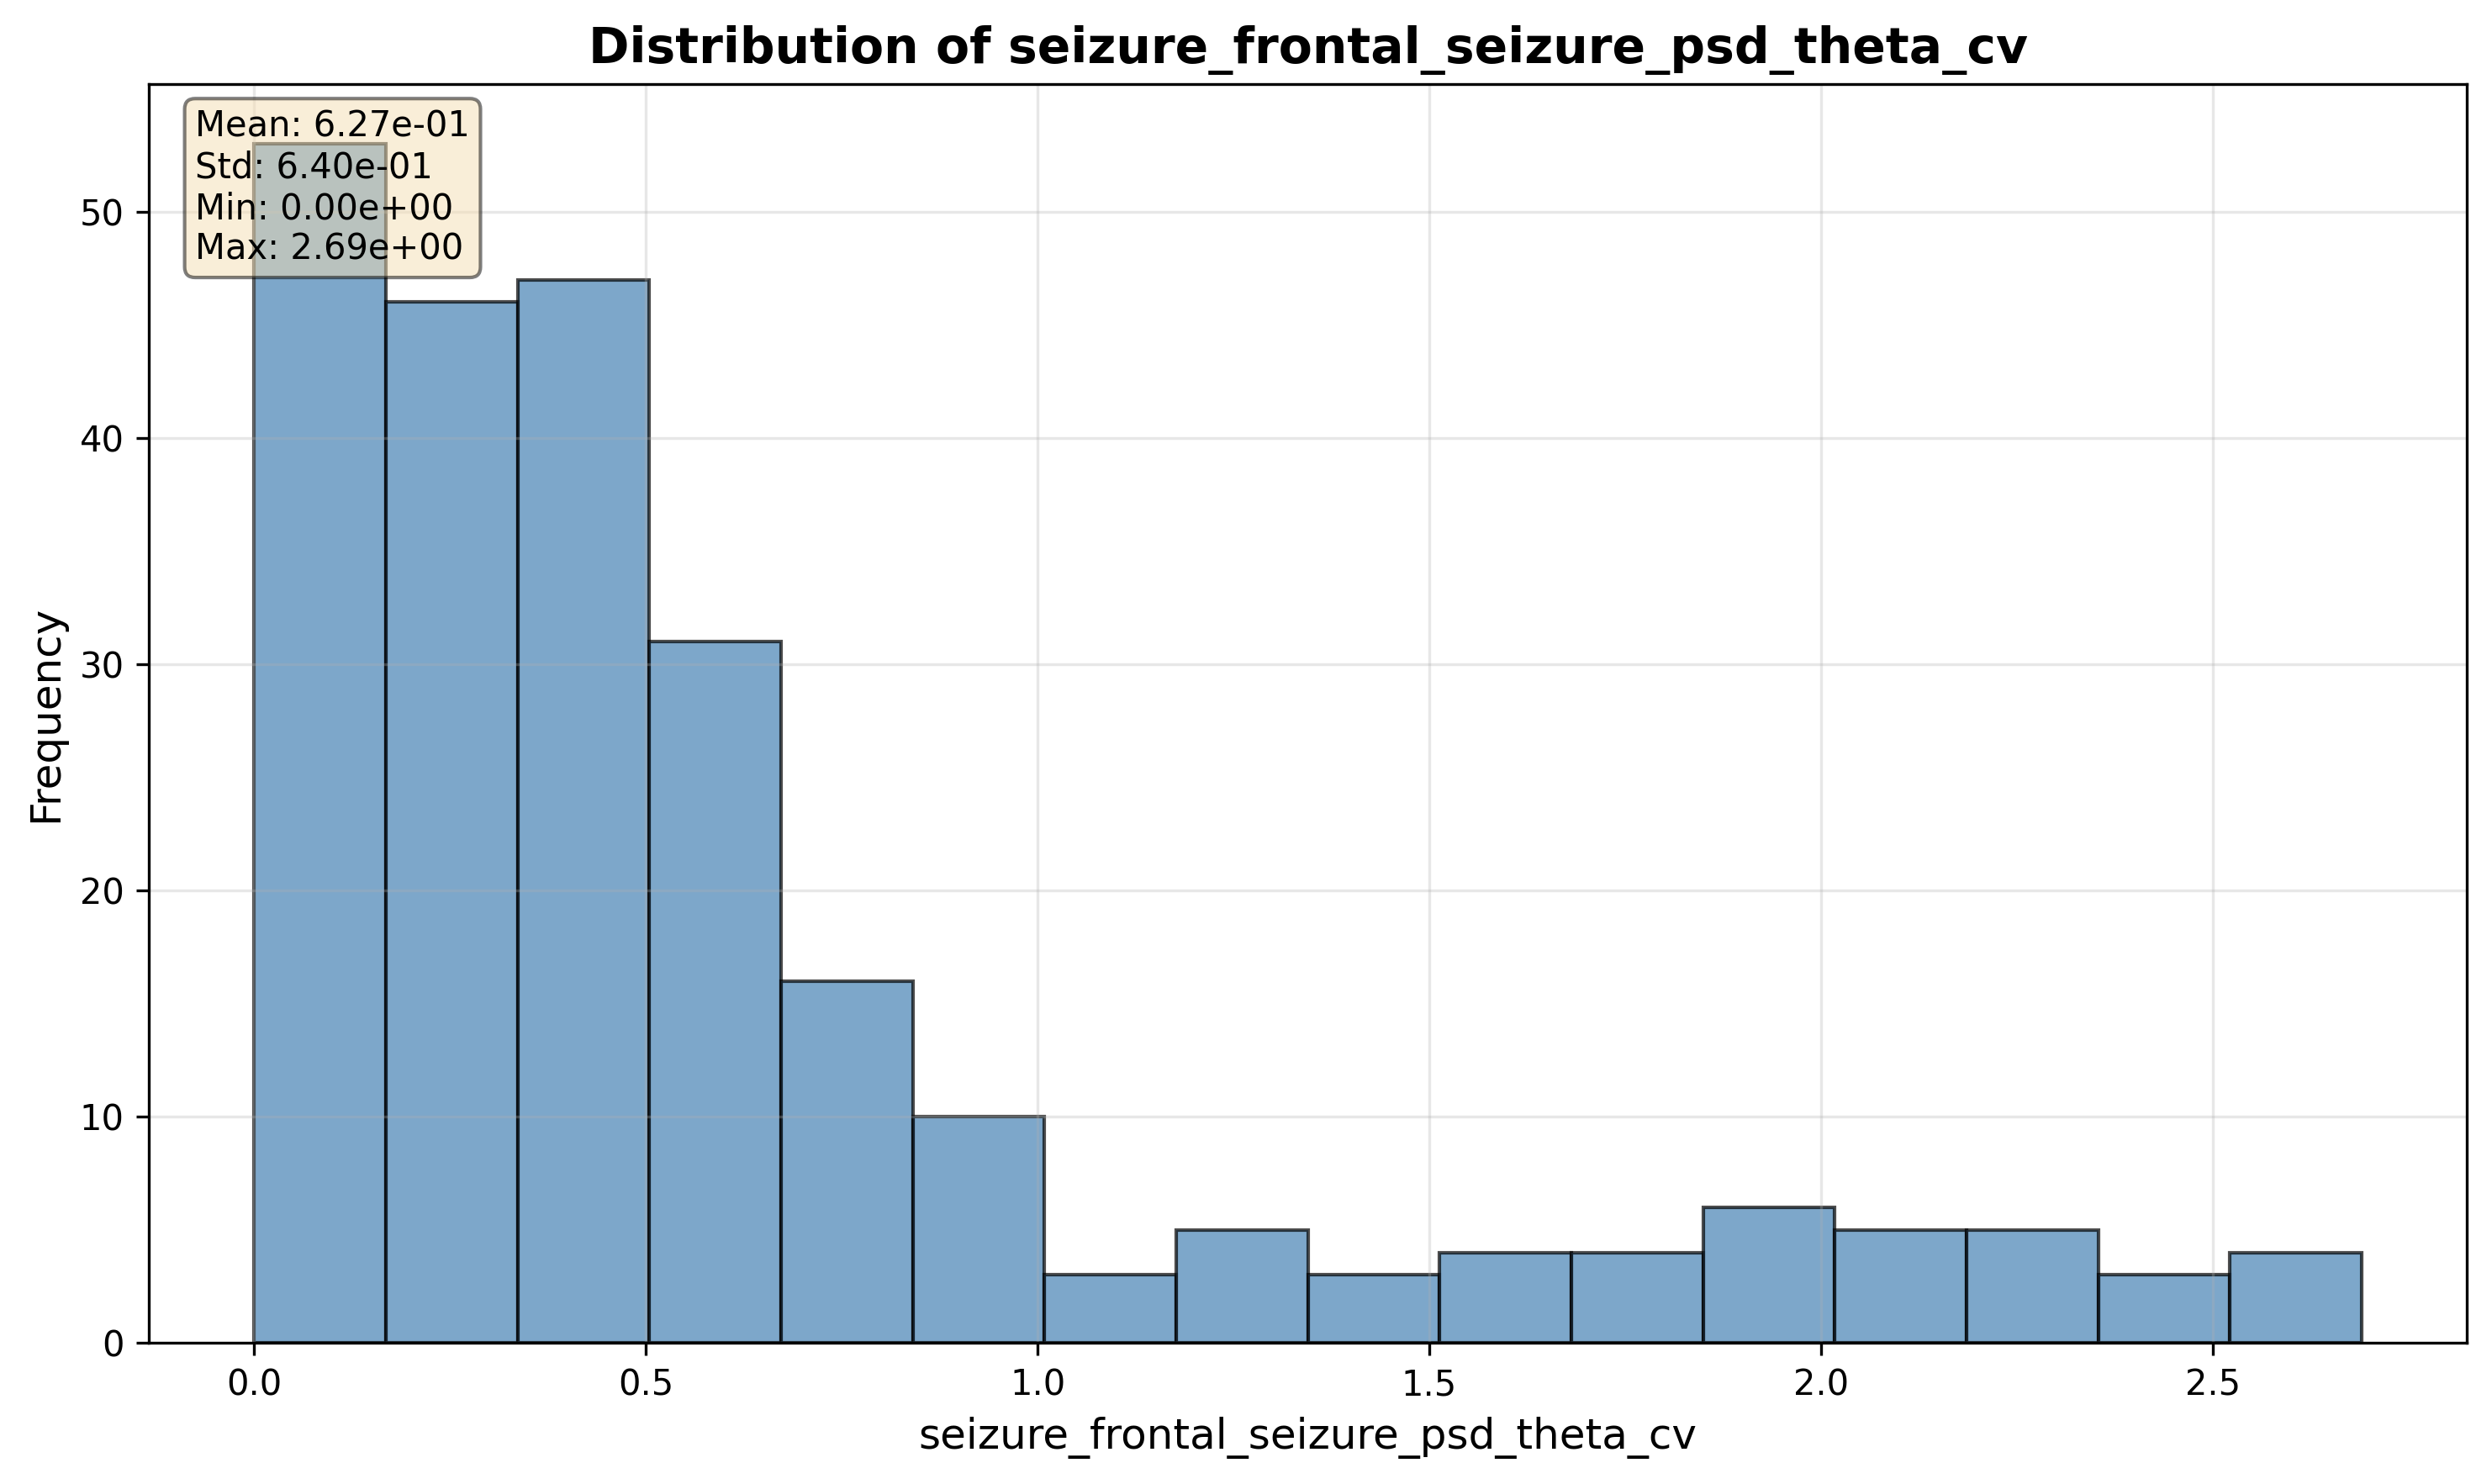 Distribution of seizure_frontal_seizure_psd_theta_cv
Mean: 6.27e-01
Std: 6.40e-01
Min: 0.00e+00
Max: 2.69e+00
50
40
30
20
10
0
Frequency
0.0 0.5 1.0 1.5 2.0 2.5
seizure_frontal_seizure_psd_theta_cv